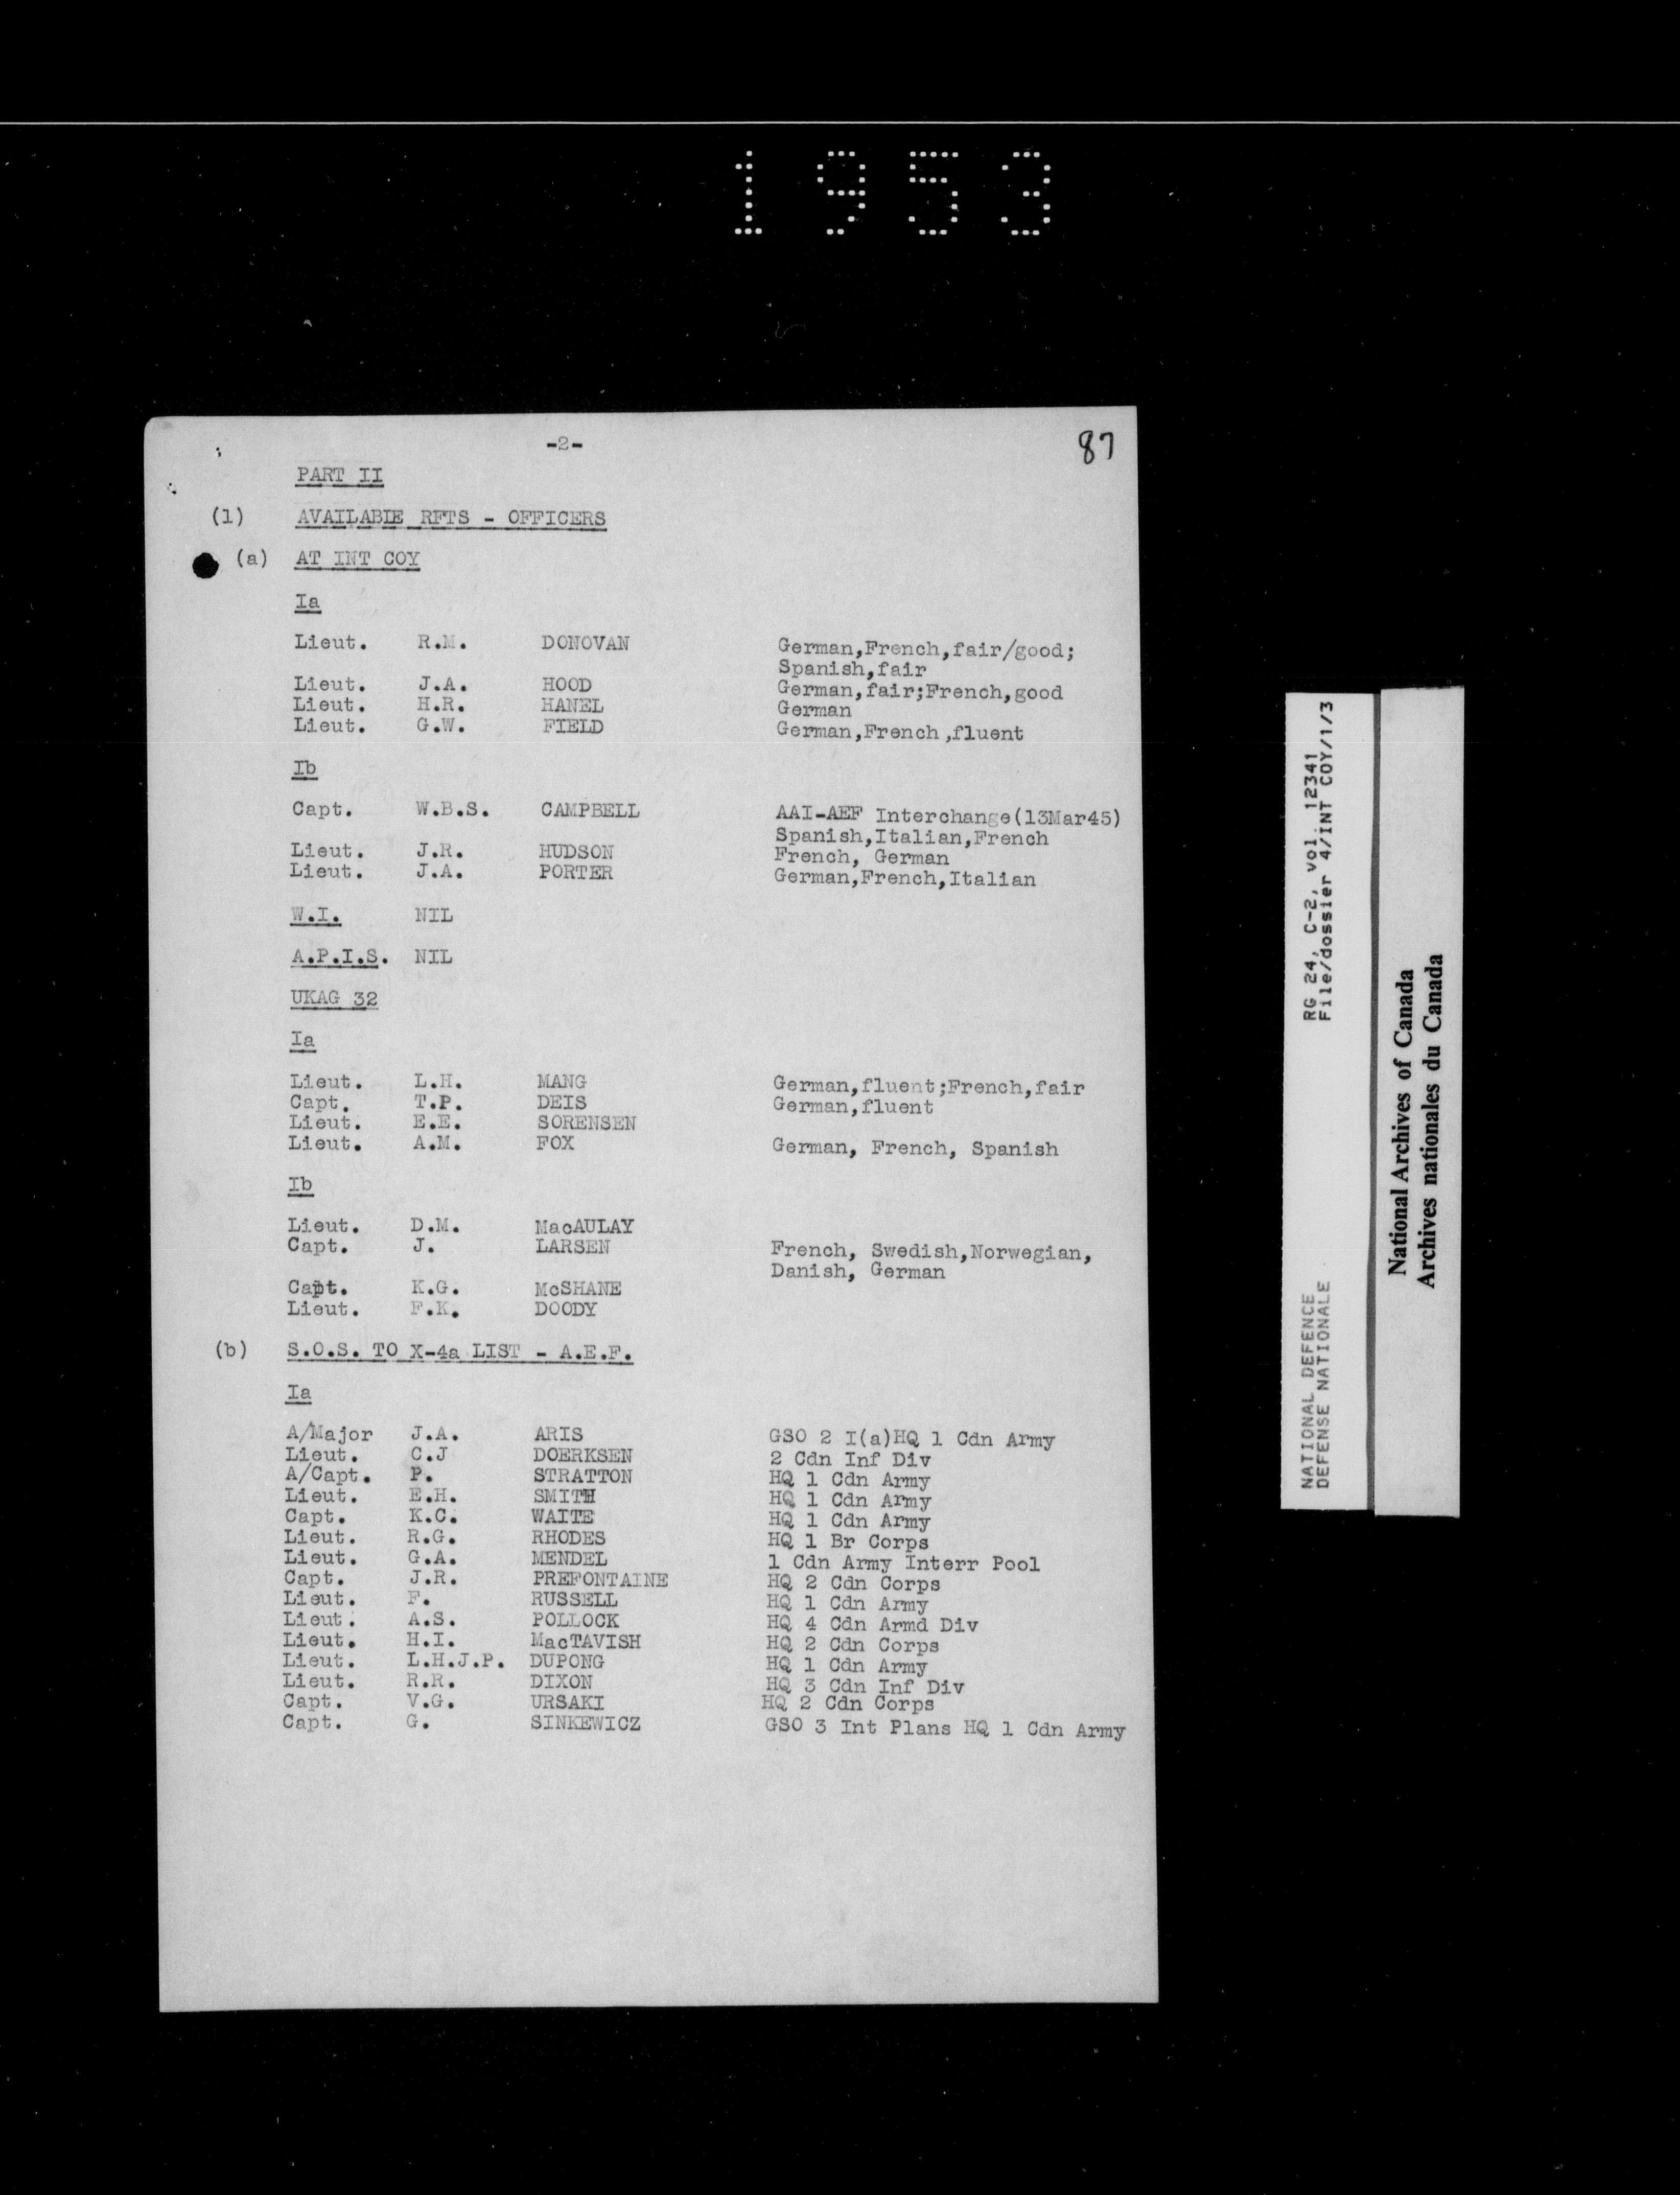 1953
-2- 87
PART II
(1) AVAILABLE RFTS - OFFICERS
(a) AT INT COY
Ia
Lieut. R.M. DONOVAN German,French,fair/good;
Spanish,fair
Lieut. J.A. HOOD German,fair;French,good
Lieut. H.R. HANEL German
Lieut. G.W. FIELD German,French,fluent
Ib
Capt. W.B.S. CAMPBELL AAI-AEF Interchange(13Mar45)
Spanish,Italian,French
Lieut. J.R. HUDSON French, German
Lieut. J.A. PORTER German,French,Italian
W.I. NIL
A.P.I.S. NIL
UKAG 32
Ia
Lieut. L.H. MANG German,fluent;French,fair
Capt. T.P. DEIS German,fluent
Lieut. E.E. SORENSEN
Lieut. A.M. FOX German, French, Spanish
Ib
Lieut. D.M. MacAULAY
Capt. J. LARSEN French, Swedish,Norwegian,
Danish, German
Capt. K.G. McSHANE
Lieut. F.K. DOODY
(b) S.O.S. TO X-4a LIST - A.E.F.
Ia
A/Major J.A. ARIS GSO 2 I(a)HQ 1 Cdn Army
Lieut. C.J DOERKSEN 2 Cdn Inf Div
A/Capt. P. STRATTON HQ 1 Cdn Army
Lieut. E.H. SMITH HQ 1 Cdn Army
Capt. K.C. WAITE HQ 1 Cdn Army
Lieut. R.G. RHODES HQ 1 Br Corps
Lieut. G.A. MENDEL 1 Cdn Army Interr Pool
Capt. J.R. PREFONTAINE HQ 2 Cdn Corps
Lieut. F. RUSSELL HQ 1 Cdn Army
Lieut. A.S. POLLOCK HQ 4 Cdn Armd Div
Lieut. H.I. MacTAVISH HQ 2 Cdn Corps
Lieut. L.H.J.P. DUPONG HQ 1 Cdn Army
Lieut. R.R. DIXON HQ 3 Cdn Inf Div
Capt. V.G. URSAKI HQ 2 Cdn Corps
Capt. G. SINKEWICZ GSO 3 Int Plans HQ 1 Cdn Army
NATIONAL DEFENCE RG 24, C-2, vol. 12341
DEFENSE NATIONALE File/dossier 4/INT COY/1/3
National Archives of Canada
Archives nationales du Canada